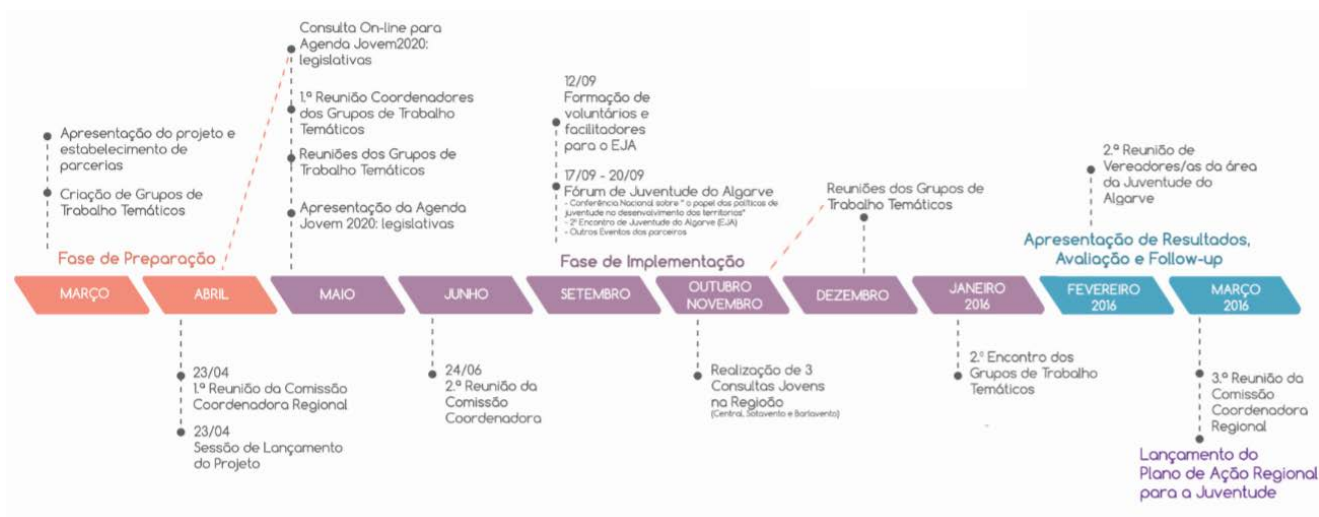 Apresentação do projeto e
estabelecimento de
parcerias
Criação de Grupos de
Trabalho Temáticos
Consulta On-line para
Agenda Jovem2020:
legislativas
1.ª Reunião Coordenadores
dos Grupos de Trabalho
Temáticos
Reuniões dos Grupos de
Trabalho Temáticos
Apresentação da Agenda
Jovem 2020: legislativas
12/09
Formação de
voluntários e
facilitadores
para o EJA
17/09 - 20/09
Fórum de Juventude do Algarve
- Conferência Nacional sobre " o papel das políticas de
juventude no desenvolvimento dos territórios"
- 2º Encontro de Juventude do Algarve (EJA)
- Outros Eventos dos parceiros
Reuniões dos Grupos de
Trabalho Temáticos
2.ª Reunião de
Vereadores/as da área
da Juventude do
Algarve
Fase de Preparação
Fase de Implementação
Apresentação de Resultados,
Avaliação e Follow-up
MARÇO
ABRIL
MAIO
JUNHO
SETEMBRO
OUTUBRO
NOVEMBRO
DEZEMBRO
JANEIRO
2016
FEVEREIRO
2016
MARÇO
2016
23/04
1.ª Reunião da Comissão
Coordenadora Regional
23/04
Sessão de Lançamento
do Projeto
24/06
2.ª Reunião da
Comissão
Coordenadora
Realização de 3
Consultas Jovens
na Regioão
(Central, Sotavento e Barlavento)
2.º Encontro dos
Grupos de Trabalho
Temáticos
3.ª Reunião da
Comissão
Coordenadora
Regional
Lançamento do
Plano de Ação Regional
para a Juventude